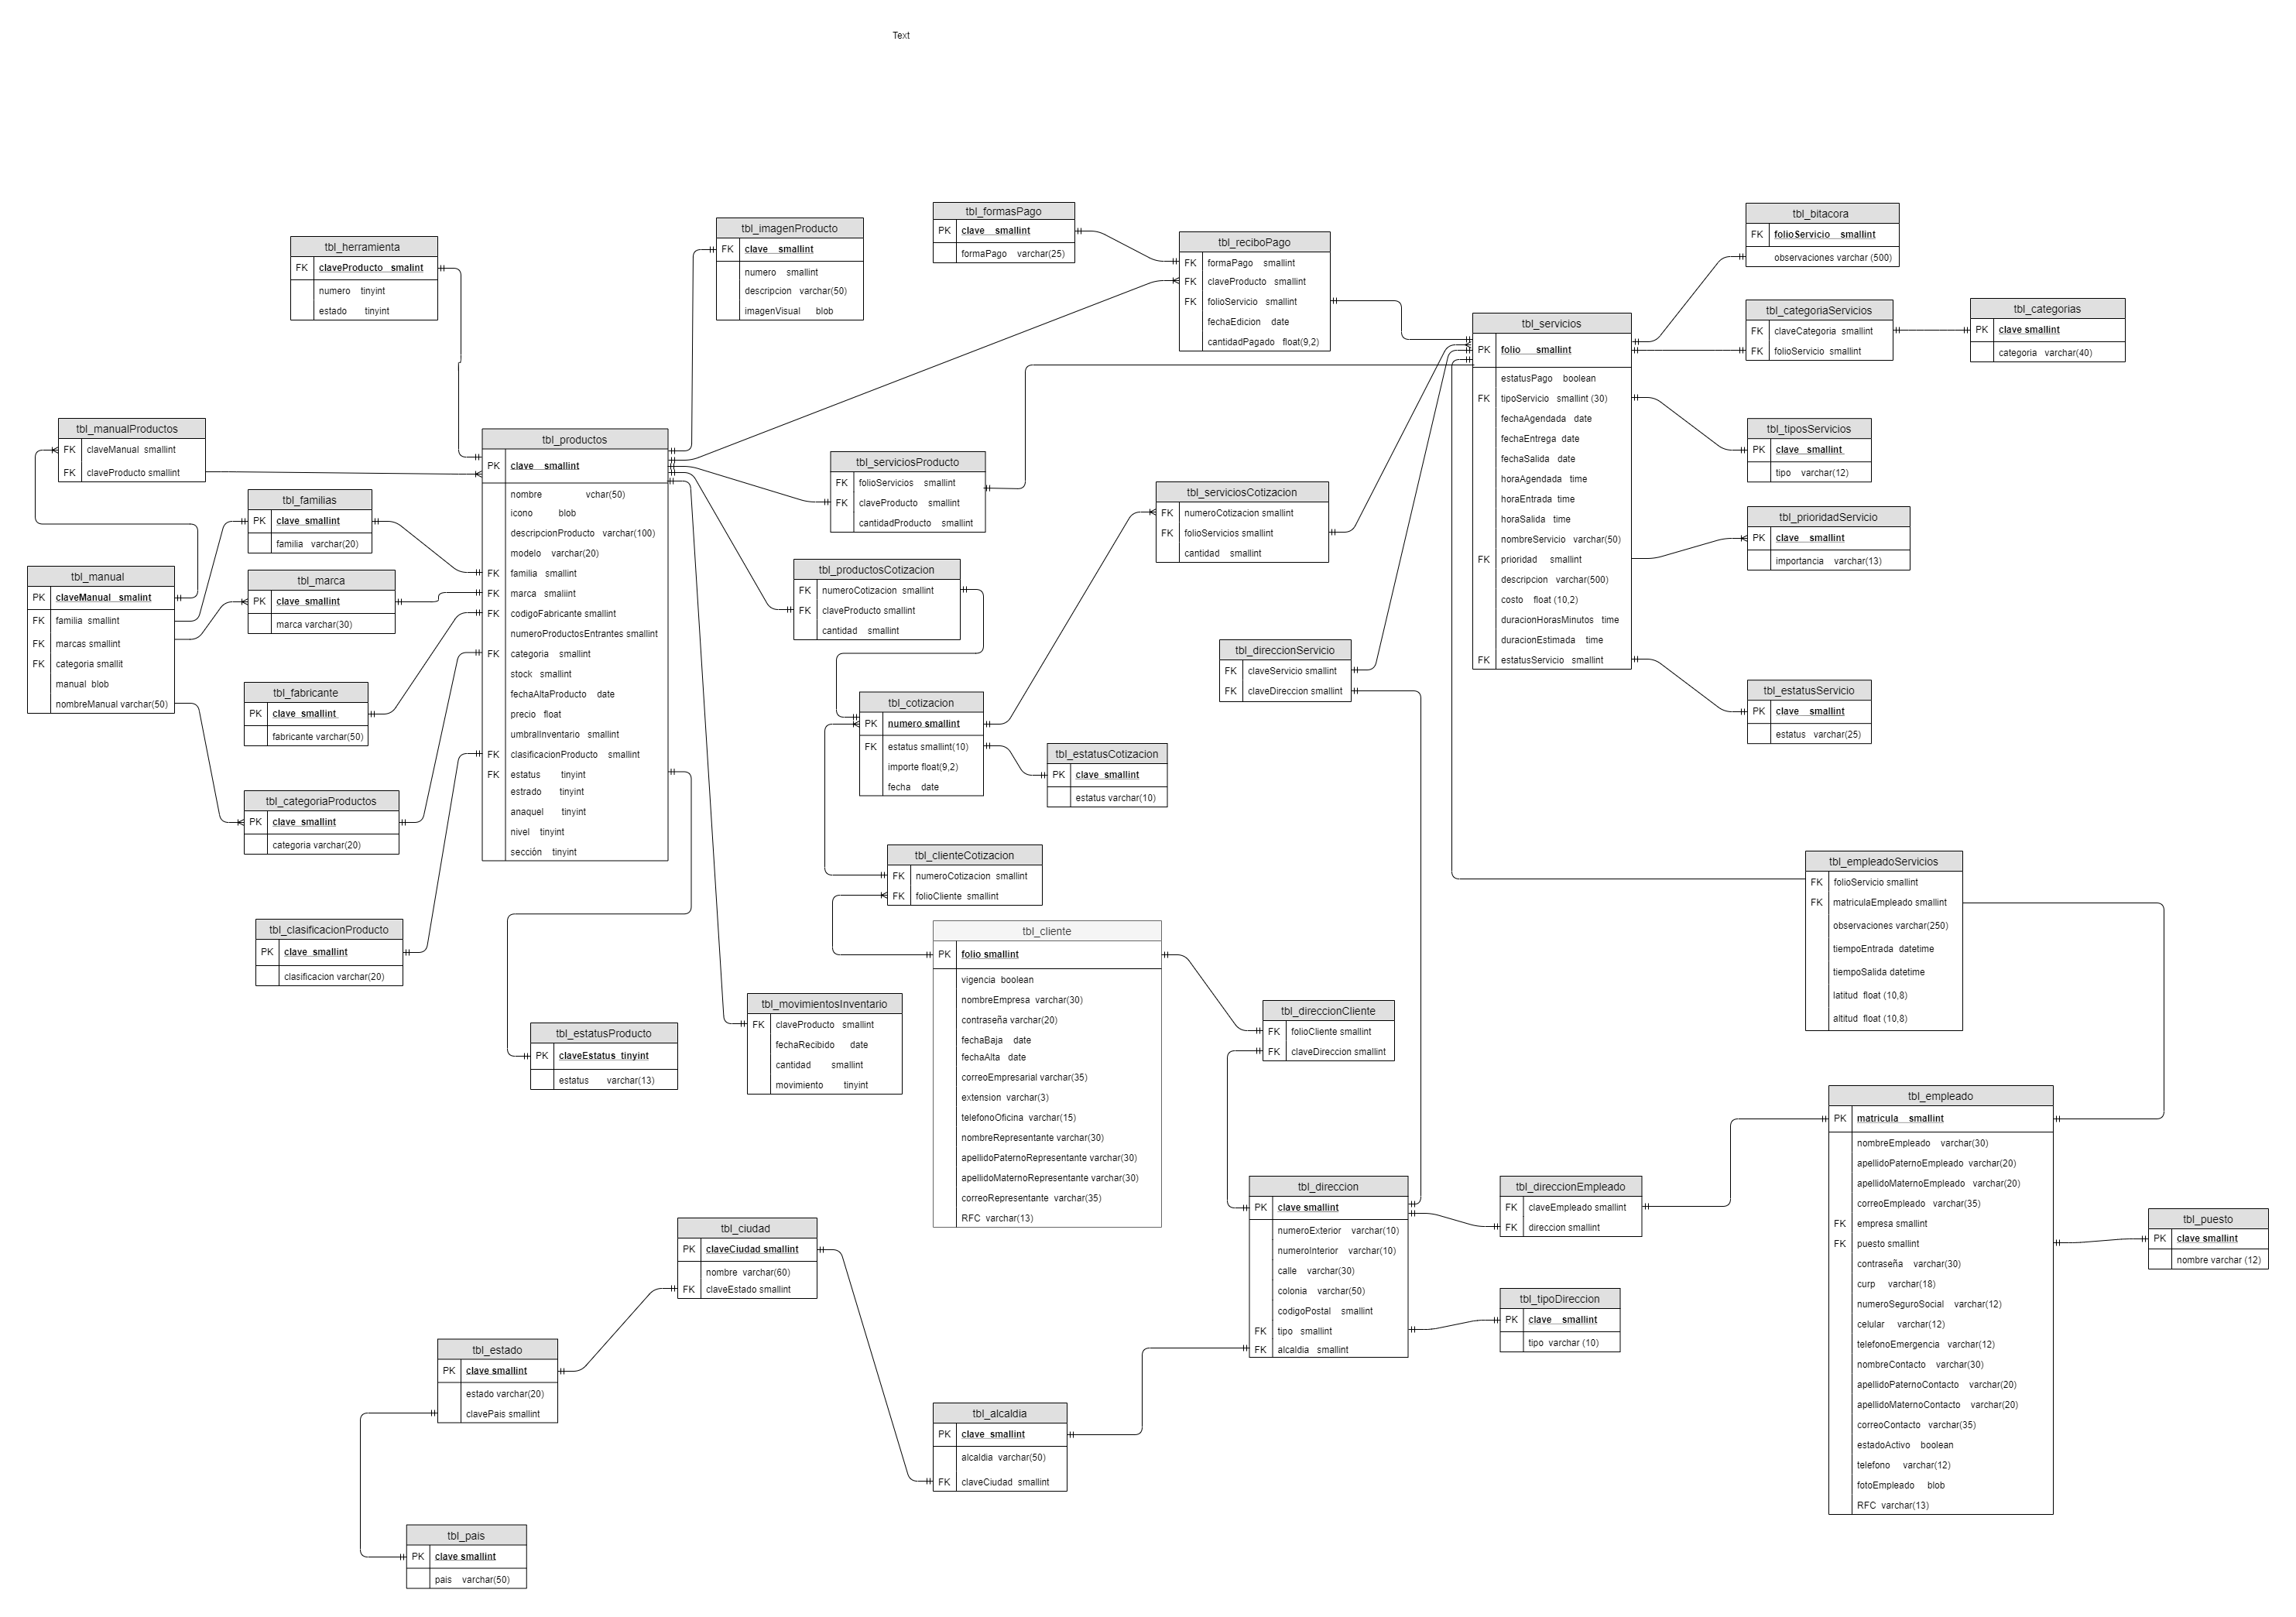 Text
tbl_formasPago
PK clave smallint
formaPago varchar(25)
tbl_bitacora
FK folioServicio smallint
observaciones varchar (500)
tbl_imagenProducto
FK clave smallint
numero smallint
descripcion varchar(50)
imagenVisual blob
tbl_reciboPago
FK formaPago smallint
FK claveProducto smallint
FK folioServicio smallint
fechaEdicion date
cantidadPagado float(9,2)
tbl_herramienta
FK claveProducto smalint
numero tinyint
estado tinyint
tbl_categoriaServicios
FK claveCategoria smallint
FK folioServicio smallint
tbl_categorias
PK clave smallint
categoria varchar(40)
tbl_servicios
PK folio smallint
estatusPago boolean
FK tipoServicio smallint (30)
fechaAgendada date
fechaEntrega date
fechaSalida date
horaAgendada time
horaEntrada time
horaSalida time
nombreServicio varchar(50)
FK prioridad smallint
descripcion varchar(500)
costo float (10,2)
duracionHorasMinutos time
duracionEstimada time
FK estatusServicio smallint
tbl_manualProductos
FK claveManual smallint
FK claveProducto smallint
tbl_tiposServicios
PK clave smallint
tipo varchar(12)
tbl_productos
PK clave smallint
nombre vchar(50)
icono blob
descripcionProducto varchar(100)
modelo varchar(20)
FK familia smallint
FK marca smaliint
FK codigoFabricante smallint
numeroProductosEntrantes smallint
FK categoria smallint
stock smallint
fechaAltaProducto date
precio float
umbralInventario smallint
FK clasificacionProducto smallint
FK estatus tinyint
estrado tinyint
anaquel tinyint
nivel tinyint
sección tinyint
tbl_serviciosProducto
FK folioServicios smallint
FK claveProducto smallint
cantidadProducto smallint
tbl_serviciosCotizacion
FK numeroCotizacion smallint
FK folioServicios smallint
cantidad smallint
tbl_familias
PK clave smallint
familia varchar(20)
tbl_prioridadServicio
PK clave smallint
importancia varchar(13)
tbl_productosCotizacion
FK numeroCotizacion smallint
FK claveProducto smallint
cantidad smallint
tbl_manual
PK claveManual smalint
FK familia smallint
FK marcas smallint
FK categoria smallit
manual blob
nombreManual varchar(50)
tbl_marca
PK clave smallint
marca varchar(30)
tbl_direccionServicio
FK claveServicio smallint
FK claveDireccion smallint
tbl_fabricante
PK clave smallint
fabricante varchar(50)
tbl_estatusServicio
PK clave smallint
estatus varchar(25)
tbl_cotizacion
PK numero smallint
FK estatus smallint(10)
importe float(9,2)
fecha date
tbl_estatusCotizacion
PK clave smallint
estatus varchar(10)
tbl_categoriaProductos
PK clave smallint
categoria varchar(20)
tbl_clienteCotizacion
FK numeroCotizacion smallint
FK folioCliente smallint
tbl_empleadoServicios
FK folioServicio smallint
FK matriculaEmpleado smallint
observaciones varchar(250)
tiempoEntrada datetime
tiempoSalida datetime
latitud float (10,8)
altitud float (10,8)
tbl_clasificacionProducto
PK clave smallint
clasificacion varchar(20)
tbl_cliente
PK folio smallint
vigencia boolean
nombreEmpresa varchar(30)
contraseña varchar(20)
fechaBaja date
fechaAlta date
correoEmpresarial varchar(35)
extension varchar(3)
telefonoOficina varchar(15)
nombreRepresentante varchar(30)
apellidoPaternoRepresentante varchar(30)
apellidoMaternoRepresentante varchar(30)
correoRepresentante varchar(35)
RFC varchar(13)
tbl_movimientosInventario
FK claveProducto smallint
fechaRecibido date
cantidad smallint
movimiento tinyint
tbl_direccionCliente
FK folioCliente smallint
FK claveDireccion smallint
tbl_estatusProducto
PK claveEstatus tinyint
estatus varchar(13)
tbl_empleado
PK matricula smallint
nombreEmpleado varchar(30)
apellidoPaternoEmpleado varchar(20)
apellidoMaternoEmpleado varchar(20)
correoEmpleado varchar(35)
FK empresa smallint
FK puesto smallint
contraseña varchar(30)
curp varchar(18)
numeroSeguroSocial varchar(12)
celular varchar(12)
telefonoEmergencia varchar(12)
nombreContacto varchar(30)
apellidoPaternoContacto varchar(20)
apellidoMaternoContacto varchar(20)
correoContacto varchar(35)
estadoActivo boolean
telefono varchar(12)
fotoEmpleado blob
RFC varchar(13)
tbl_direccion
PK clave smallint
numeroExterior varchar(10)
numeroInterior varchar(10)
calle varchar(30)
colonia varchar(50)
codigoPostal smallint
FK tipo smallint
FK alcaldia smallint
tbl_direccionEmpleado
FK claveEmpleado smallint
FK direccion smallint
tbl_puesto
PK clave smallint
nombre varchar (12)
tbl_ciudad
PK claveCiudad smallint
nombre varchar(60)
FK claveEstado smallint
tbl_tipoDireccion
PK clave smallint
tipo varchar (10)
tbl_estado
PK clave smallint
estado varchar(20)
clavePais smallint
tbl_alcaldia
PK clave smallint
alcaldia varchar(50)
FK claveCiudad smallint
tbl_pais
PK clave smallint
pais varchar(50)